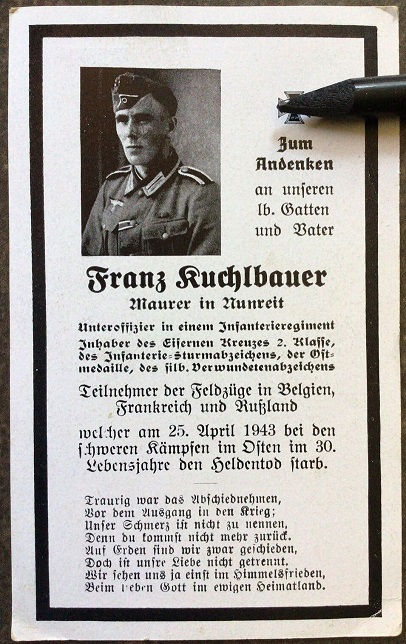 Zum
Andenken
an unseren
lb. Gatten
und Vater
Franz Kuchlbauer
Maurer in Nunreit
Unteroffizier in einem Infanterieregiment
Inhaber des Eisernen Kreuzes 2. Klasse,
des Infanterie-Sturmabzeichens, der Ost-
medaille, des silb. Verwundetenabzeichens
Teilnehmer der Feldzüge in Belgien,
Frankreich und Rußland
welcher am 25. April 1943 bei den
schweren Kämpfen im Osten im 30.
Lebensjahre den Heldentod starb.
Traurig war das Abschiednehmen,
Vor dem Ausgang in den Krieg;
Unser Schmerz ist nicht zu nennen,
Denn du kommst nicht mehr zurück.
Auf Erden sind wir zwar geschieden,
Doch ist unsre Liebe nicht getrennt.
Wir sehen uns ja einst im Himmelsfrieden,
Beim lieben Gott im ewigen Heimatland.